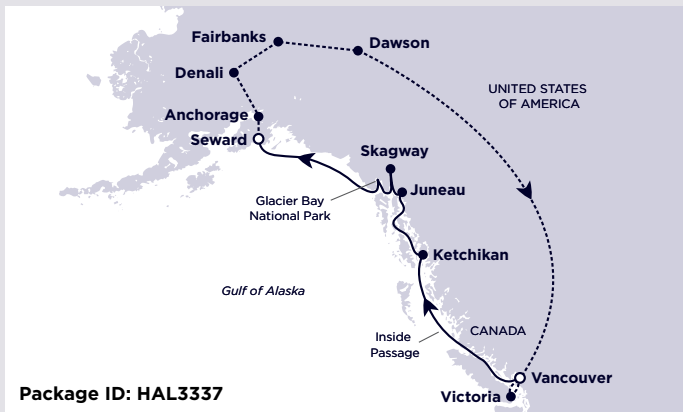 Fairbanks
Dawson
Denali
UNITED STATES
OF AMERICA
Anchorage
Seward
Skagway
Juneau
Glacier Bay
National Park
Ketchikan
Gulf of Alaska
Inside
Passage
CANADA
Vancouver
Package ID: HAL3337
Victoria